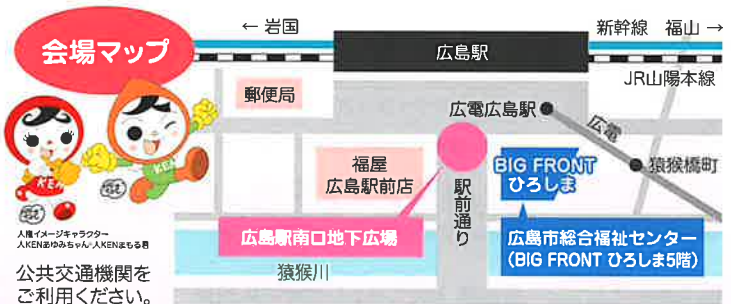 会場マップ
← 岩国
新幹線 福山 →
広島駅
JR山陽本線
郵便局
広電広島駅
広電
猿猴橋町
福屋
広島駅前店
BIG FRONT
ひろしま
駅前通り
広島駅南口地下広場
広島市総合福祉センター
(BIG FRONT ひろしま5階)
猿猴川
KEN
KEN
人権イメージキャラクター
人KENあゆみちゃん・人KENまもる君
公共交通機関を
ご利用ください。